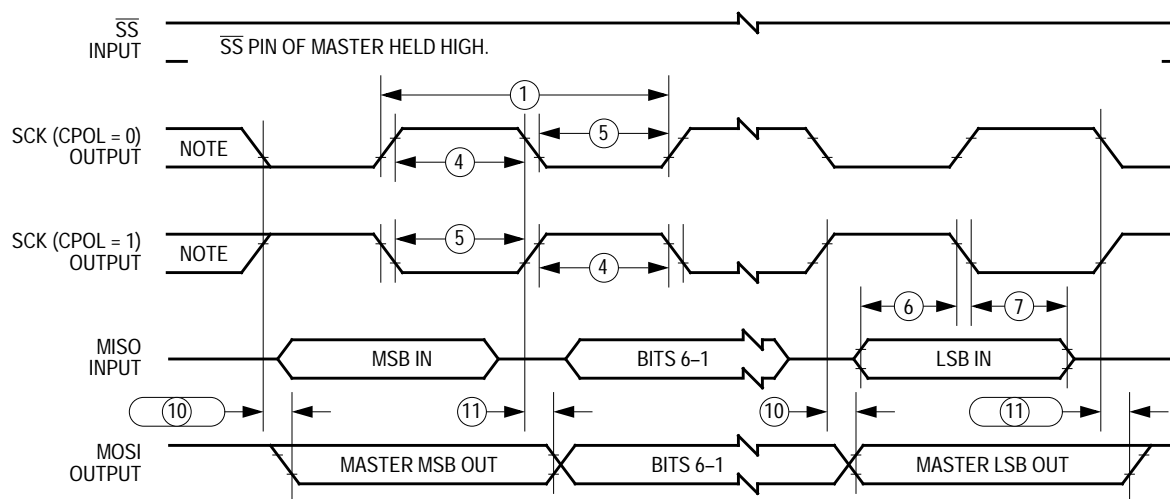 SS
INPUT
SS PIN OF MASTER HELD HIGH.
1
SCK (CPOL = 0)
OUTPUT
NOTE
5
4
SCK (CPOL = 1)
OUTPUT
NOTE
5
4
6
7
MISO
INPUT
MSB IN
BITS 6–1
LSB IN
10
11
10
11
MOSI
OUTPUT
MASTER MSB OUT
BITS 6–1
MASTER LSB OUT